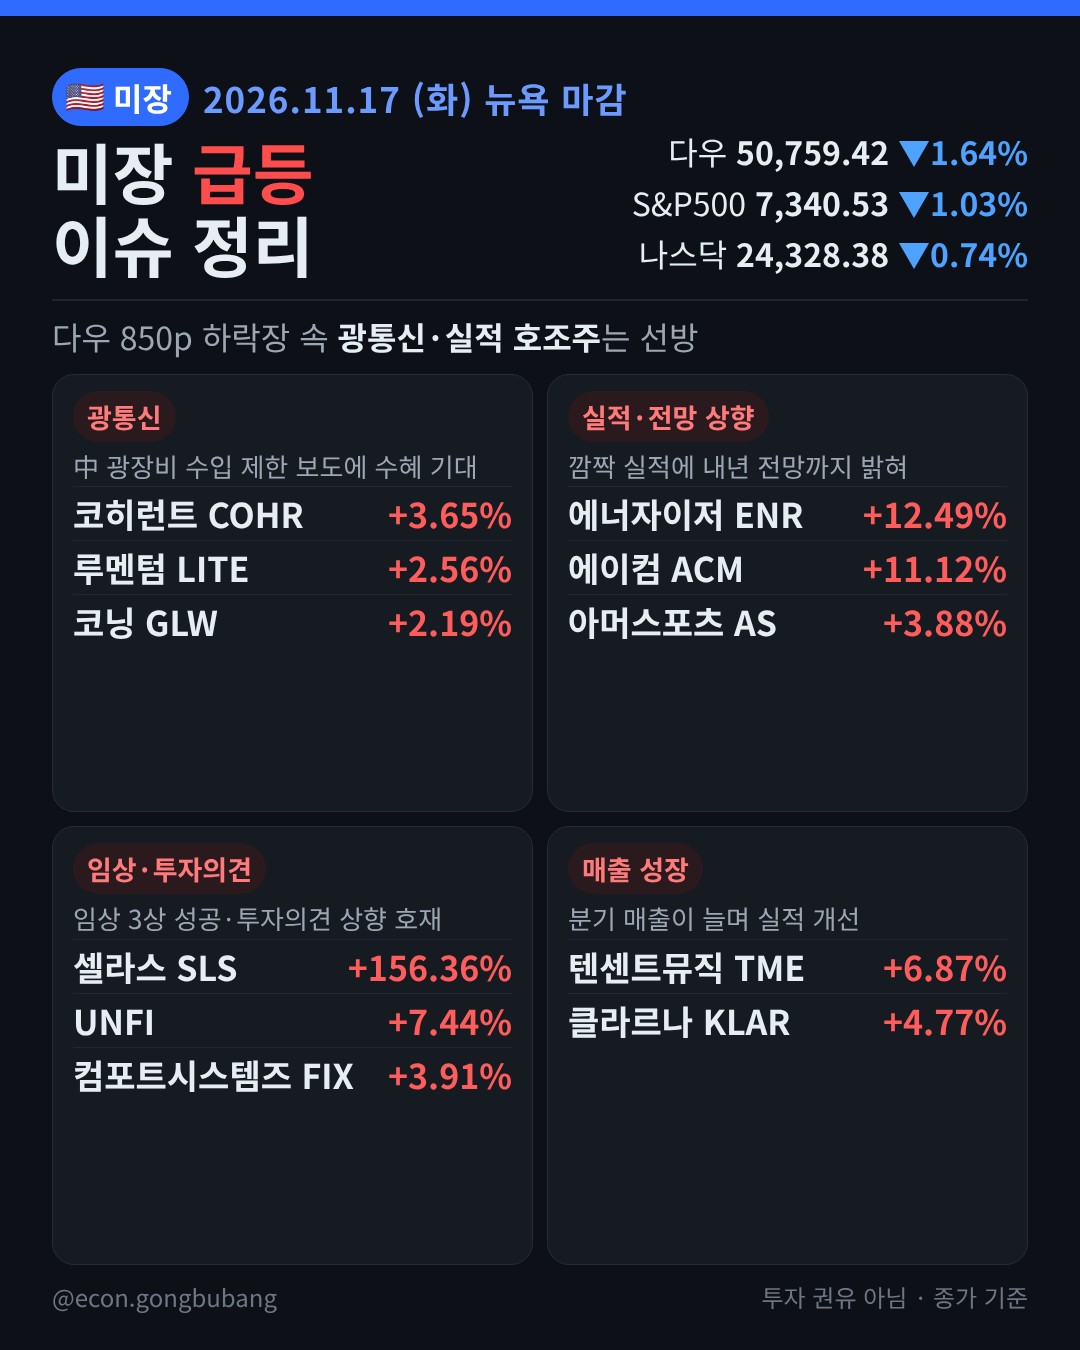 🇺🇸 미장 2026.11.17 (화) 뉴욕 마감
미장 급등
이슈 정리
다우 50,759.42 ▼1.64%
S&P500 7,340.53 ▼1.03%
나스닥 24,328.38 ▼0.74%
다우 850p 하락장 속 광통신·실적 호조주는 선방
광통신
中 광장비 수입 제한 보도에 수혜 기대
코히런트 COHR +3.65%
루멘텀 LITE +2.56%
코닝 GLW +2.19%
실적·전망 상향
깜짝 실적에 내년 전망까지 밝혀
에너자이저 ENR +12.49%
에이컴 ACM +11.12%
아머스포츠 AS +3.88%
임상·투자의견
임상 3상 성공·투자의견 상향 호재
셀라스 SLS +156.36%
UNFI +7.44%
컴포트시스템즈 FIX +3.91%
매출 성장
분기 매출이 늘며 실적 개선
텐센트뮤직 TME +6.87%
클라르나 KLAR +4.77%
@econ.gongbubang
투자 권유 아님 · 종가 기준